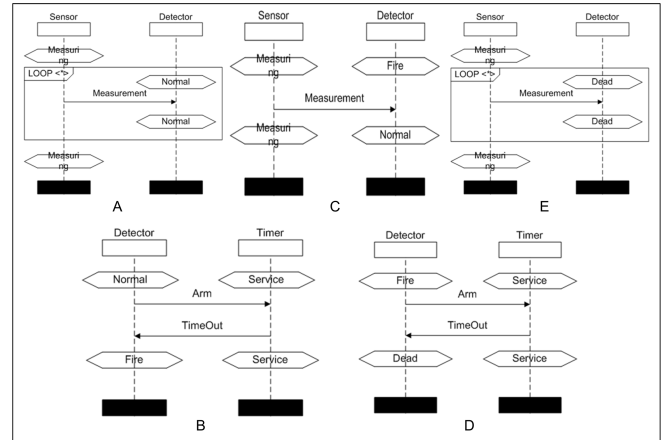 Sensor
Detector
Measuri
ng
LOOP <*>
Normal
Measurement
Normal
Measuri
ng
A
Sensor
Detector
Measuri
ng
Fire
Measurement
Measuri
ng
Normal
C
Sensor
Detector
Measuri
ng
LOOP <*>
Dead
Measurement
Dead
Measuri
ng
E
Detector
Timer
Normal
Service
Arm
TimeOut
Fire
Service
B
Detector
Timer
Fire
Service
Arm
TimeOut
Dead
Service
D